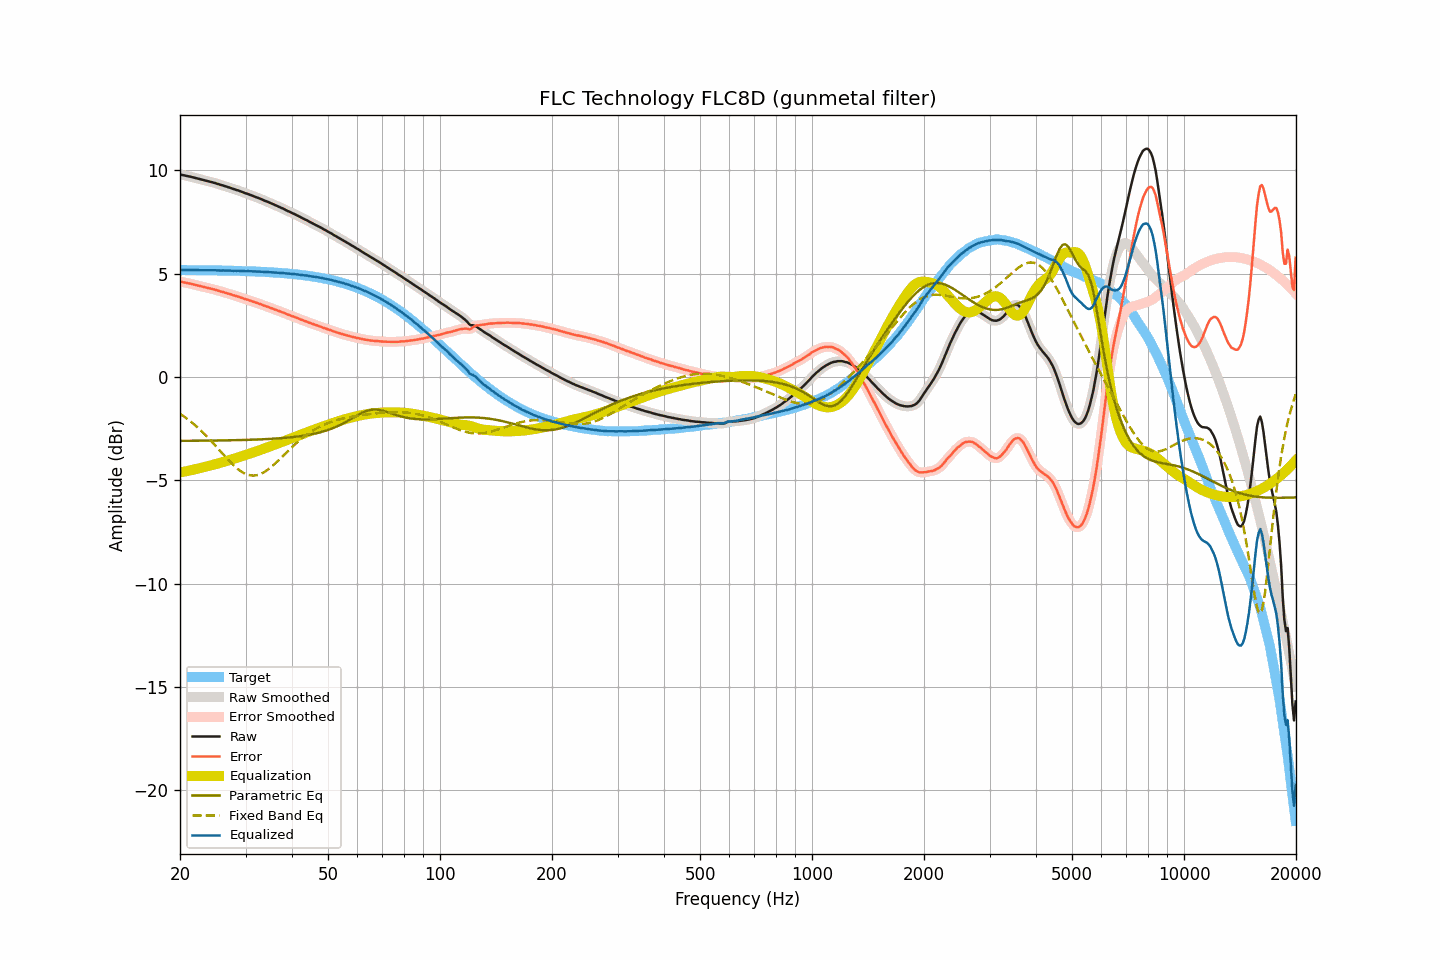 FLC Technology FLC8D (gunmetal filter)
Amplitude (dBr)
10
5
0
−5
−10
−15
−20
Target
Raw Smoothed
Error Smoothed
Raw
Error
Equalization
Parametric Eq
Fixed Band Eq
Equalized
20 50 100 200 500 1000 2000 5000 10000 20000
Frequency (Hz)